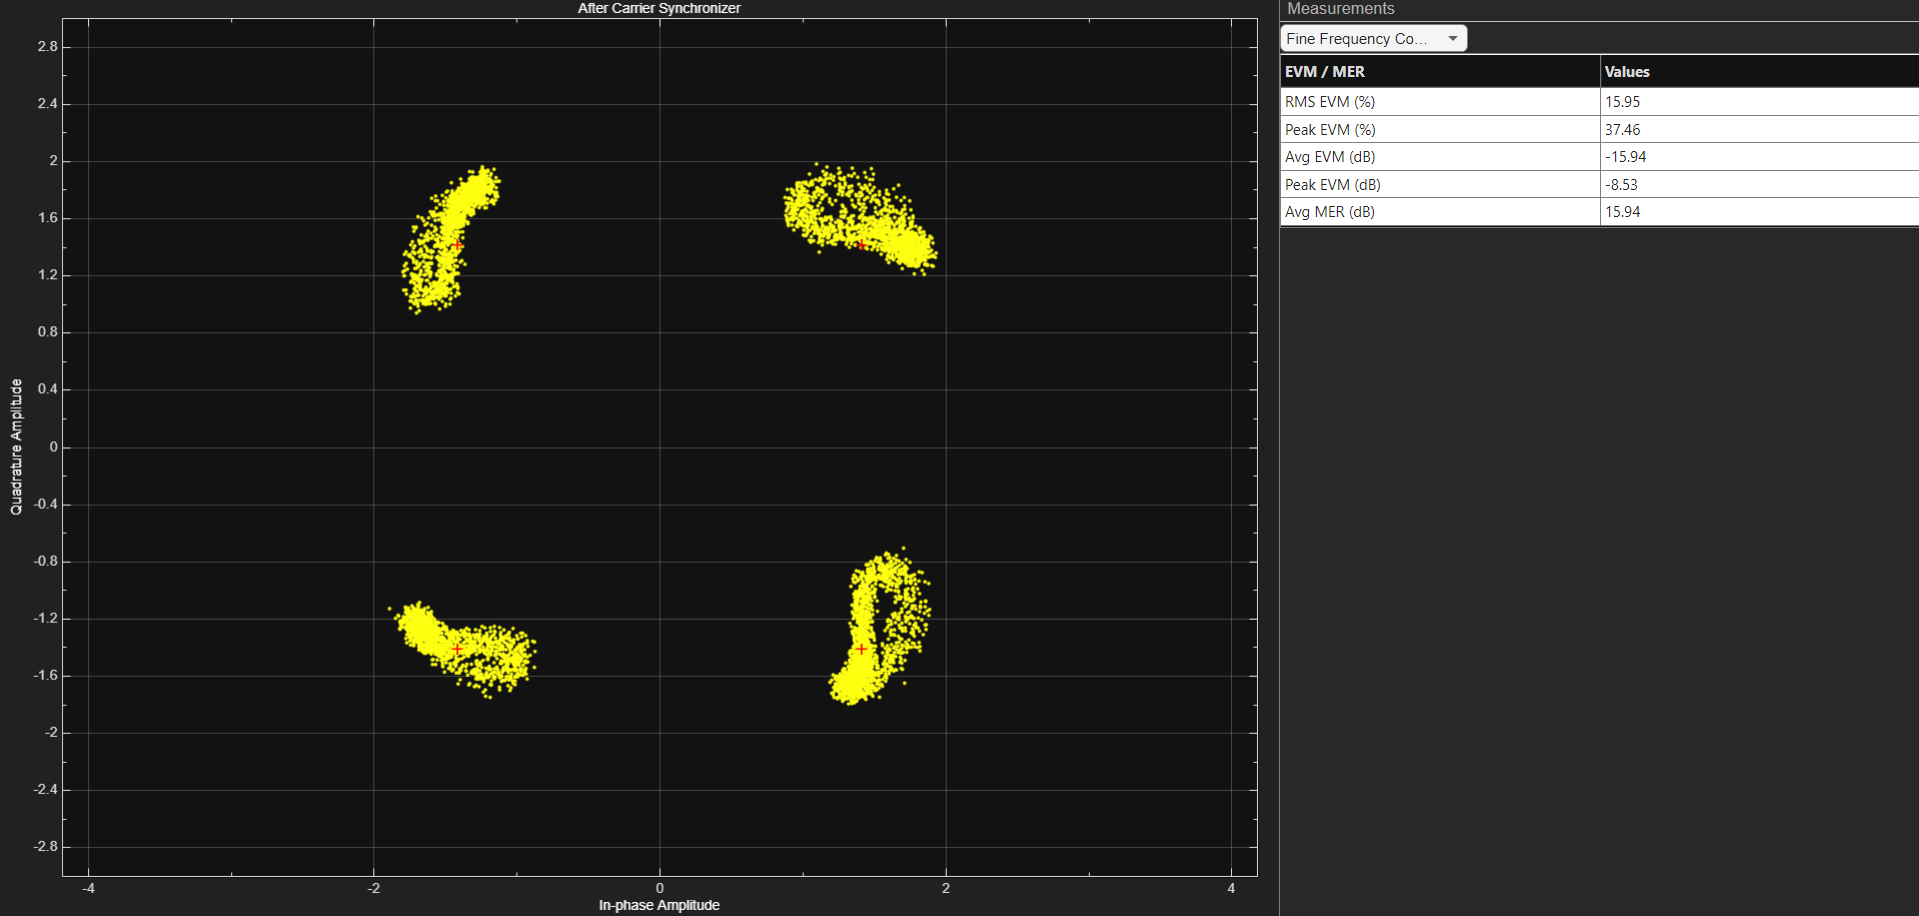 After Carrier Synchronizer
2.8
2.4
2
1.6
1.2
0.8
0.4
0
-0.4
-0.8
-1.2
-1.6
-2
-2.4
-2.8
Quadrature Amplitude
-4
-2
0
2
4
In-phase Amplitude
Measurements
Fine Frequency Co...
EVM / MER Values
RMS EVM (%) 15.95
Peak EVM (%) 37.46
Avg EVM (dB) -15.94
Peak EVM (dB) -8.53
Avg MER (dB) 15.94